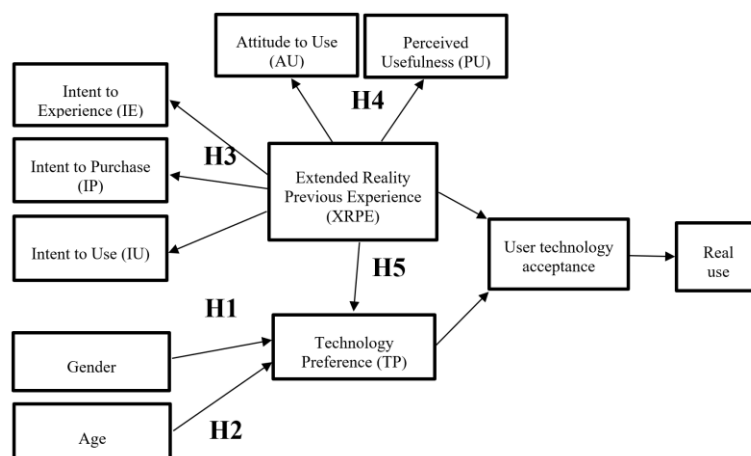 Attitude to Use
(AU)
Perceived
Usefulness (PU)
H4
Intent to
Experience (IE)
H3
Intent to Purchase
(IP)
Extended Reality
Previous Experience
(XRPE)
Intent to Use (IU)
User technology
acceptance
Real
use
H5
H1
Gender
Technology
Preference (TP)
Age
H2